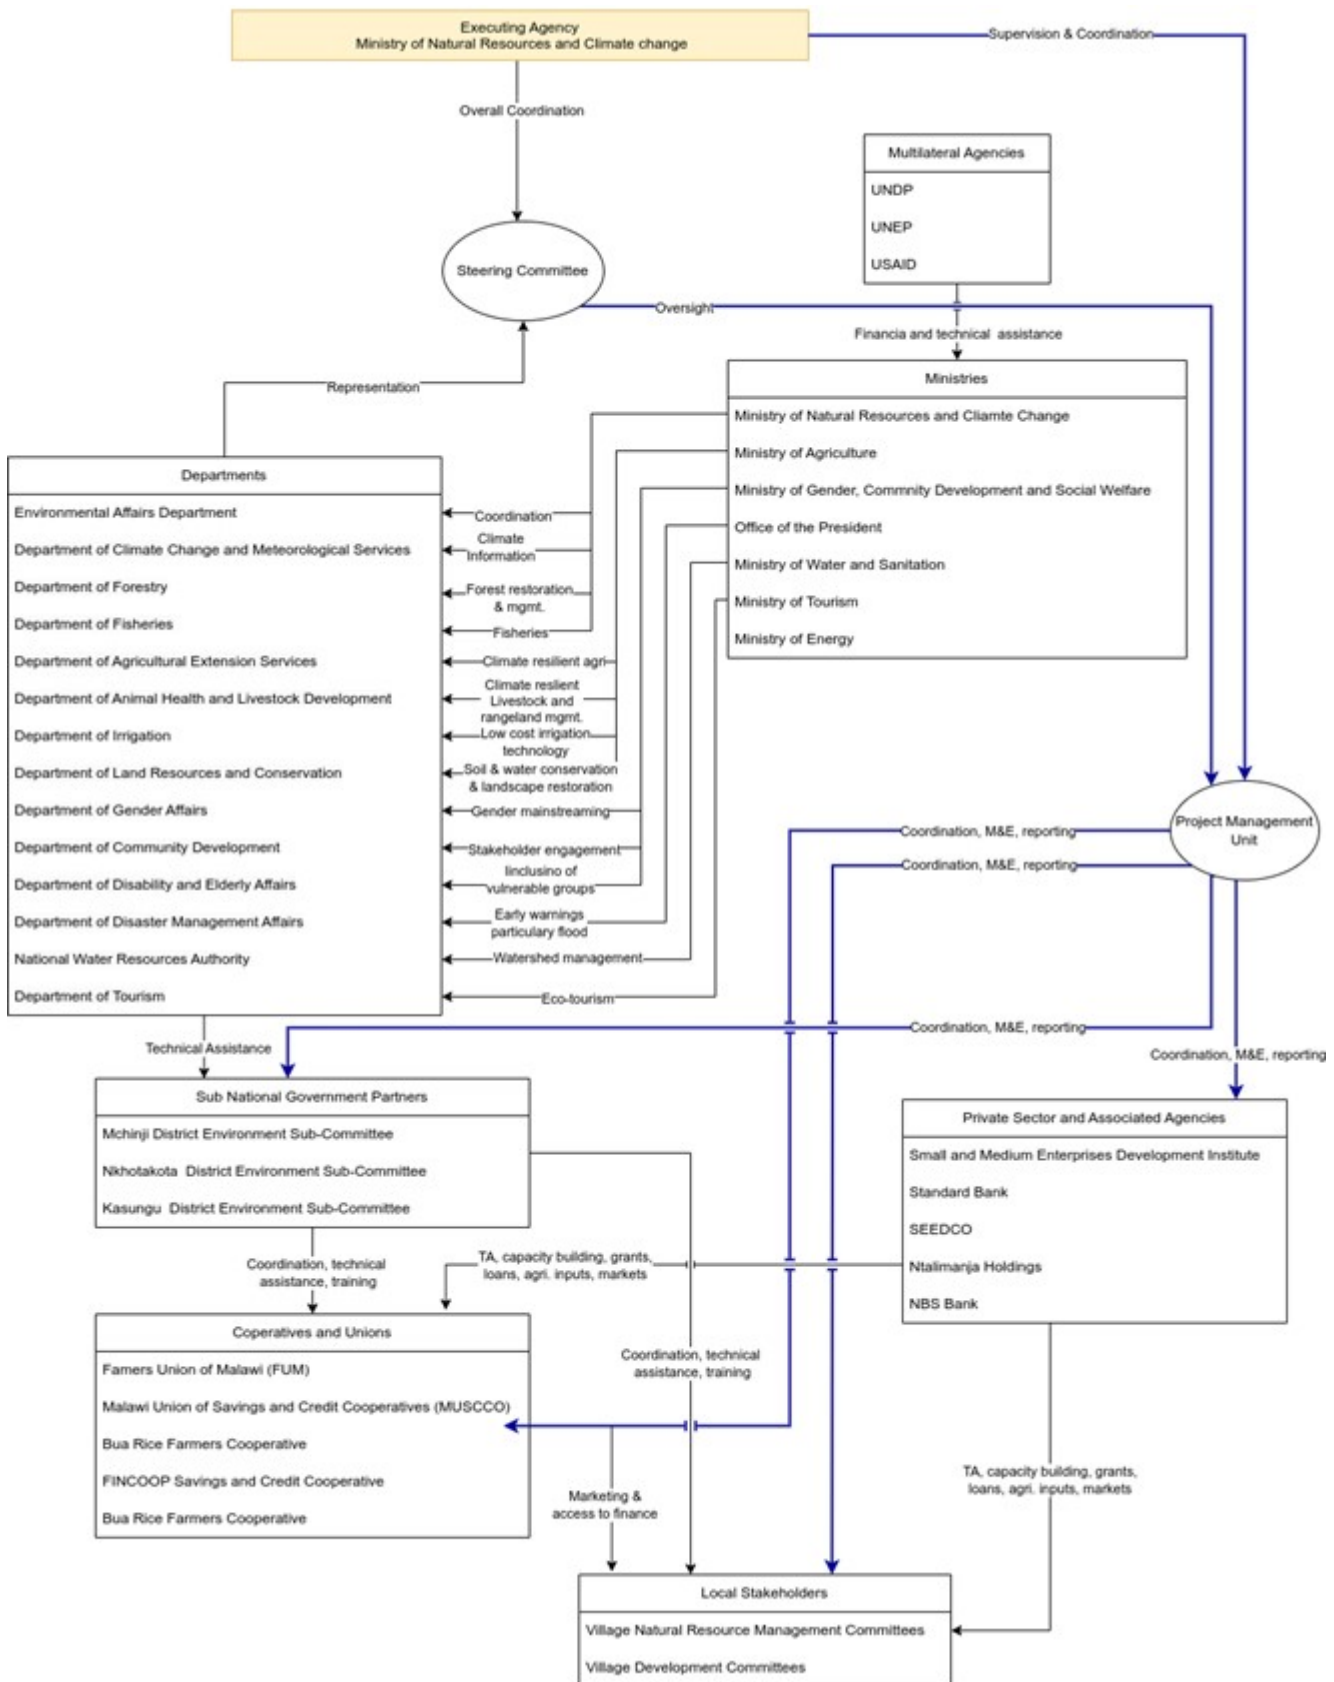 Executing Agency
Ministry of Natural Resources and Climate change
Supervision & Coordination
Overall Coordination
Multilateral Agencies
UNDP
UNEP
USAID
Steering Committee
Oversight
Financia and technical assistance
Representation
Ministries
Ministry of Natural Resources and Cliamte Change
Ministry of Agriculture
Ministry of Gender, Commnity Development and Social Welfare
Office of the President
Ministry of Water and Sanitation
Ministry of Tourism
Ministry of Energy
Departments
Environmental Affairs Department
Department of Climate Change and Meteorological Services
Department of Forestry
Department of Fisheries
Department of Agricultural Extension Services
Department of Animal Health and Livestock Development
Department of Irrigation
Department of Land Resources and Conservation
Department of Gender Affairs
Department of Community Development
Department of Disability and Elderly Affairs
Department of Disaster Management Affairs
National Water Resources Authority
Department of Tourism
Coordination
Climate
Information
Forest restoration
& mgmt.
Fisheries
Climate resilient agri
Climate reslient
Livestock and
rangeland mgmt.
Low cost irrigation
technology
Soil & water conservation
& landscape restoration
Gender mainstreaming
Stakeholder engagement
Iinclusino of
vulnerable groups
Early warnings
particulary flood
Watershed management
Eco-tourism
Project Management
Unit
Coordination, M&E, reporting
Coordination, M&E, reporting
Coordination, M&E, reporting
Coordination, M&E, reporting
Technical Assistance
Sub National Government Partners
Mchinji District Environment Sub-Committee
Nkhotakota District Environment Sub-Committee
Kasungu District Environment Sub-Committee
Private Sector and Associated Agencies
Small and Medium Enterprises Development Institute
Standard Bank
SEEDCO
Ntalimanja Holdings
NBS Bank
Coordination, technical
assistance, training
TA, capacity building, grants,
loans, agri. inputs, markets
Coperatives and Unions
Famers Union of Malawi (FUM)
Malawi Union of Savings and Credit Cooperatives (MUSCCO)
Bua Rice Farmers Cooperative
FINCOOP Savings and Credit Cooperative
Bua Rice Farmers Cooperative
Coordination, technical
assistance, training
Marketing &
access to finance
TA, capacity building, grants,
loans, agri. inputs, markets
Local Stakeholders
Village Natural Resource Management Committees
Village Development Committees